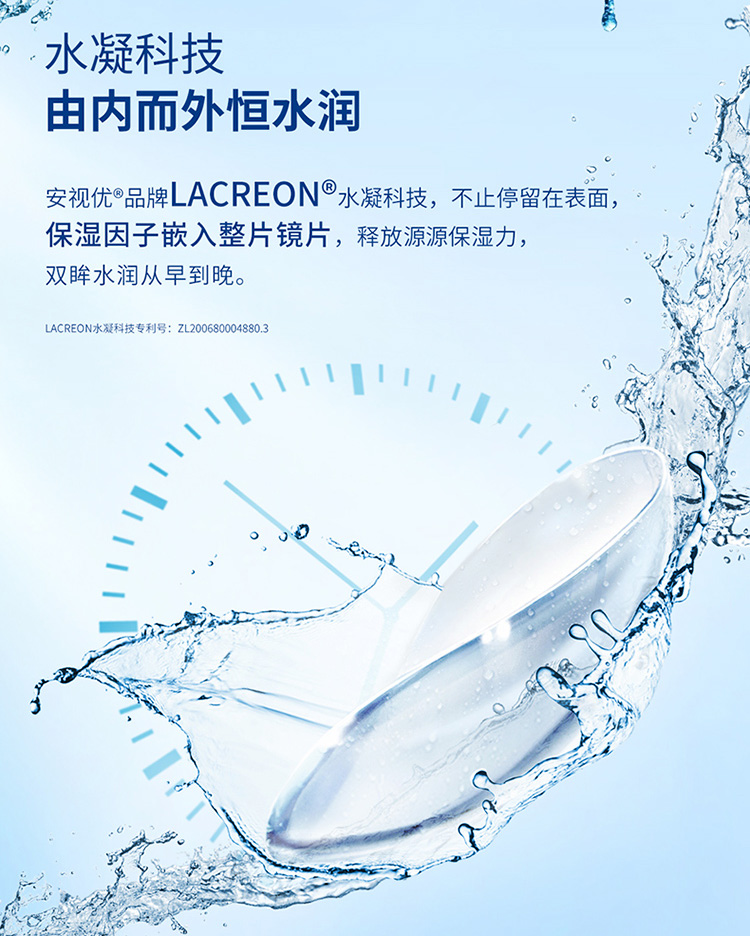 水凝科技
由内而外恒水润
安视优®品牌LACREON®水凝科技，不止停留在表面，
保湿因子嵌入整片镜片，释放源源保湿力，
双眸水润从早到晚。
LACREON水凝科技专利号：ZL200680004880.3